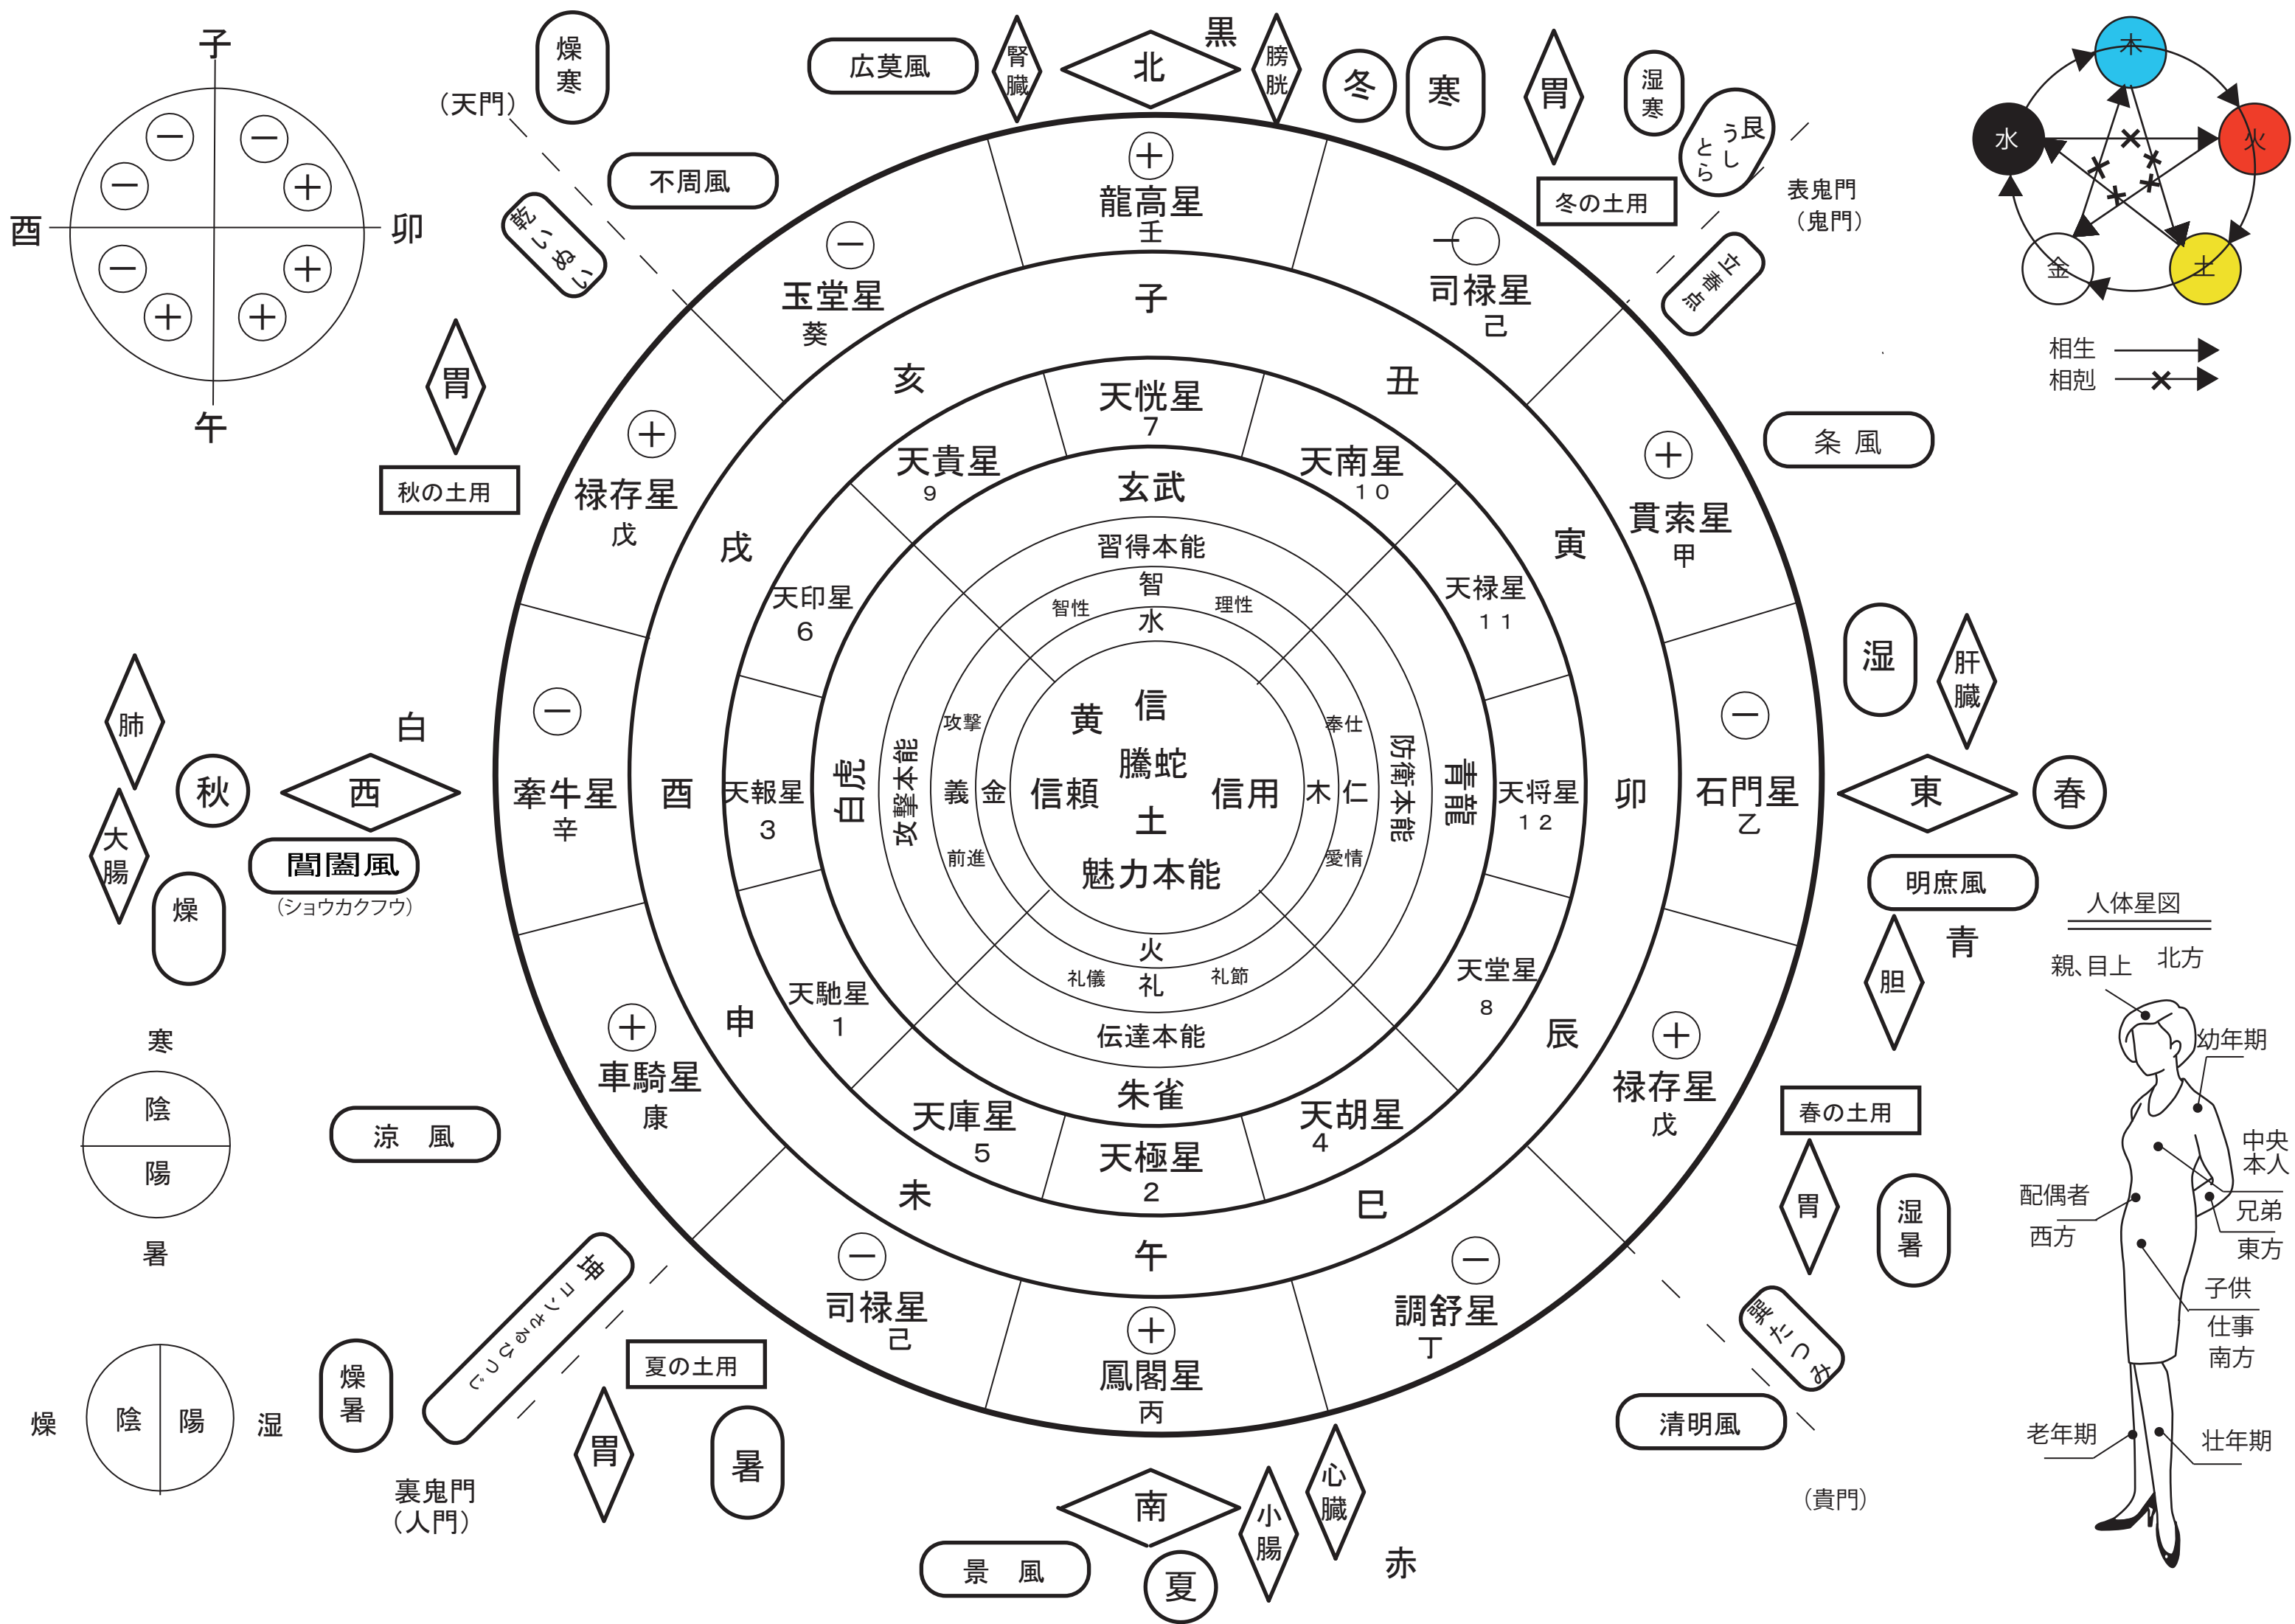 子
酉
卯
午
(天門)
燥寒
不周風
乾いぬい
広莫風
腎臓
北
黒
膀胱
冬
寒
胃
湿寒
艮
うし
とら
冬の土用
表鬼門
(鬼門)
立春点
木
火
土
金
水
相生
相剋
条 風
胃
秋の土用
+
龍高星
壬
−
玉堂星
葵
−
司禄星
己
+
禄存星
戊
+
貫索星
甲
−
牽牛星
辛
−
石門星
乙
+
車騎星
康
+
禄存星
戊
−
司禄星
己
+
鳳閣星
丙
−
調舒星
丁
子
丑
寅
卯
辰
巳
午
未
申
酉
戌
亥
天恍星
7
天南星
10
天禄星
11
天将星
12
天堂星
8
天胡星
4
天極星
2
天庫星
5
天馳星
1
天報星
3
天印星
6
天貴星
9
玄武
習得本能
智
智性
理性
水
青龍
防衛本能
奉仕
仁
木
愛情
朱雀
伝達本能
礼儀
礼
礼節
火
白虎
攻撃本能
攻撃
義
金
前進
黄
信
騰蛇
信頼
信用
土
魅力本能
肺
大腸
秋
燥
白
西
閶闔風
(ショウカクフウ)
湿
肝臓
東
春
明庶風
青
胆
春の土用
胃
湿暑
巽たつみ
清明風
(貴門)
寒
陰
陽
暑
燥
陰
陽
湿
涼 風
坤コンさるひつじ
燥暑
裏鬼門
(人門)
夏の土用
胃
暑
南
景 風
夏
小腸
心臓
赤
人体星図
親、目上
北方
幼年期
中央
本人
配偶者
西方
兄弟
東方
子供
仕事
南方
老年期
壮年期